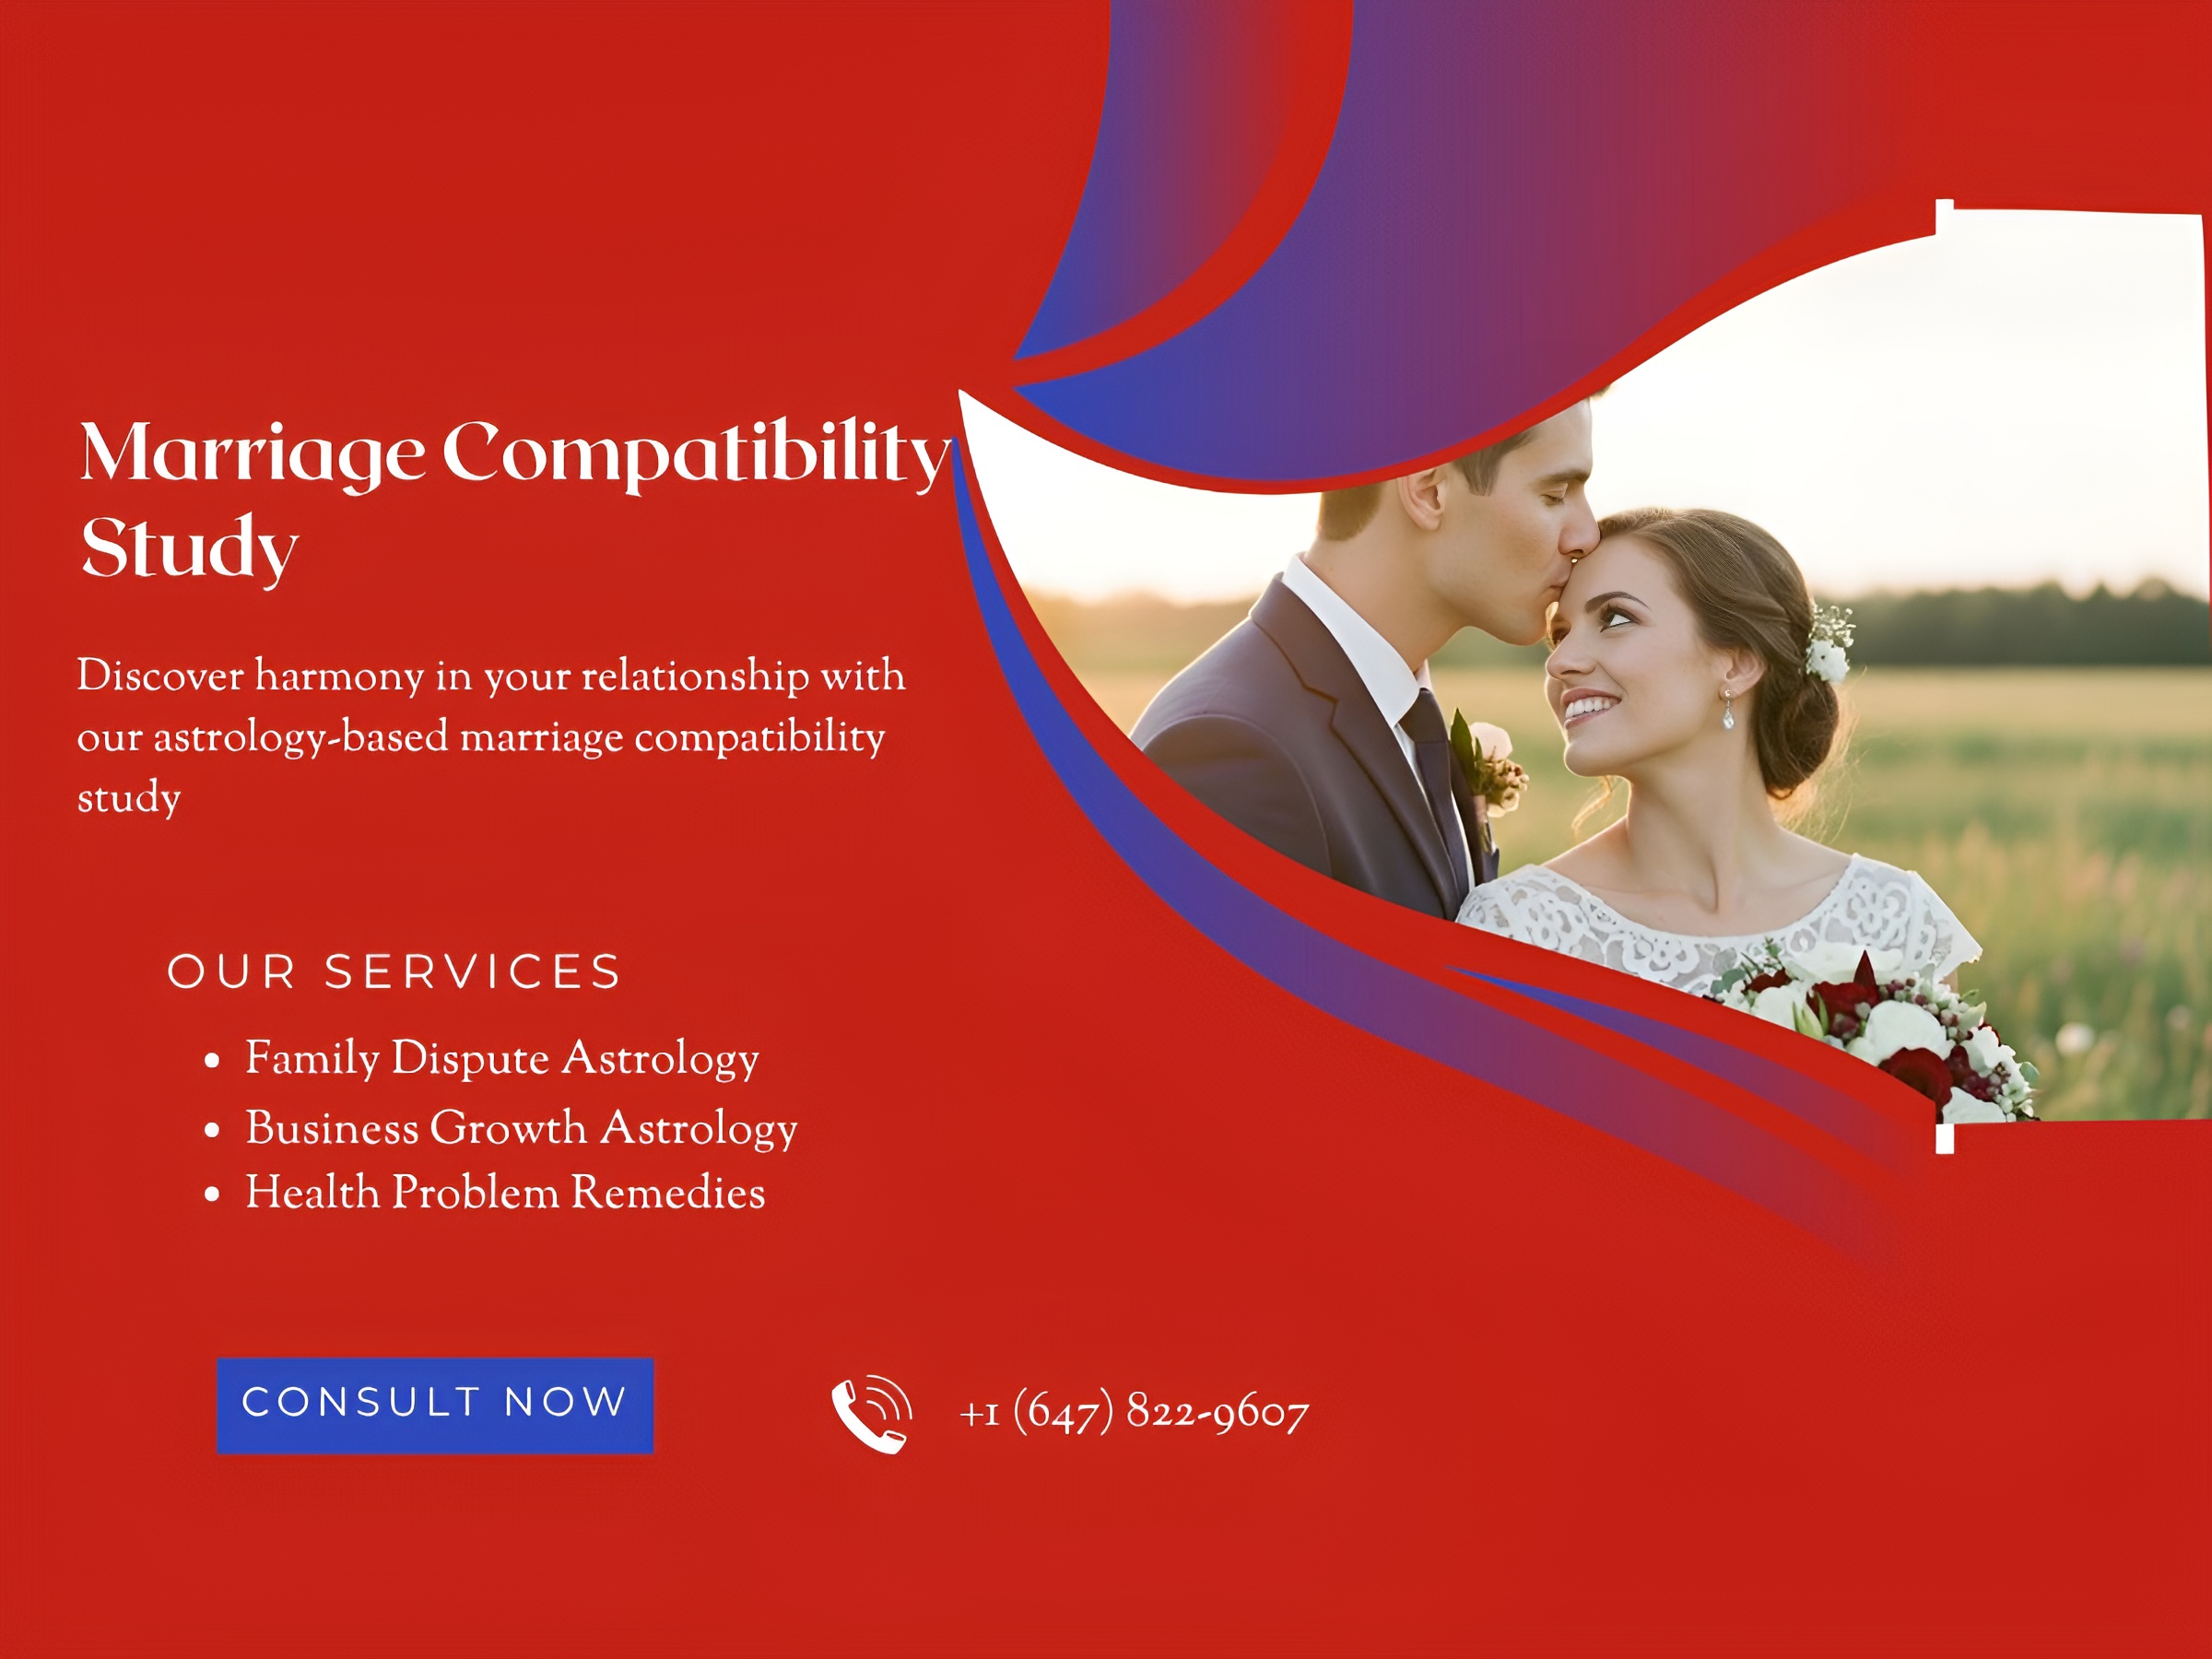 Marriage Compatibility
Study
Discover harmony in your relationship with
our astrology-based marriage compatibility
study
OUR SERVICES
• Family Dispute Astrology
• Business Growth Astrology
• Health Problem Remedies
CONSULT NOW
+1 (647) 822-9607